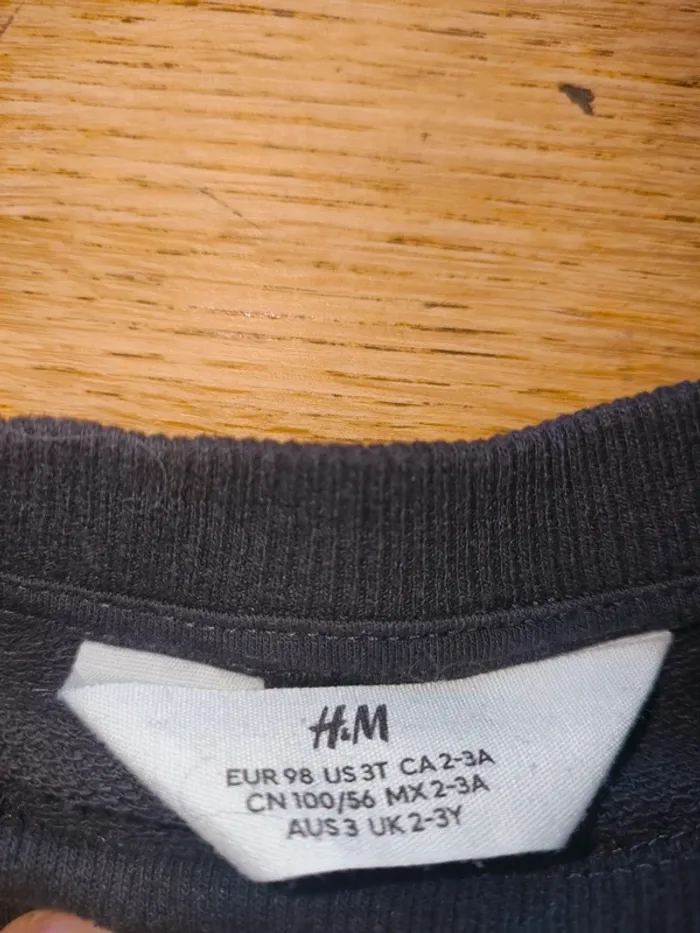 H&M
EUR 98 US 3T CA 2-3A
CN 100/56 MX 2-3A
AUS 3 UK 2-3Y